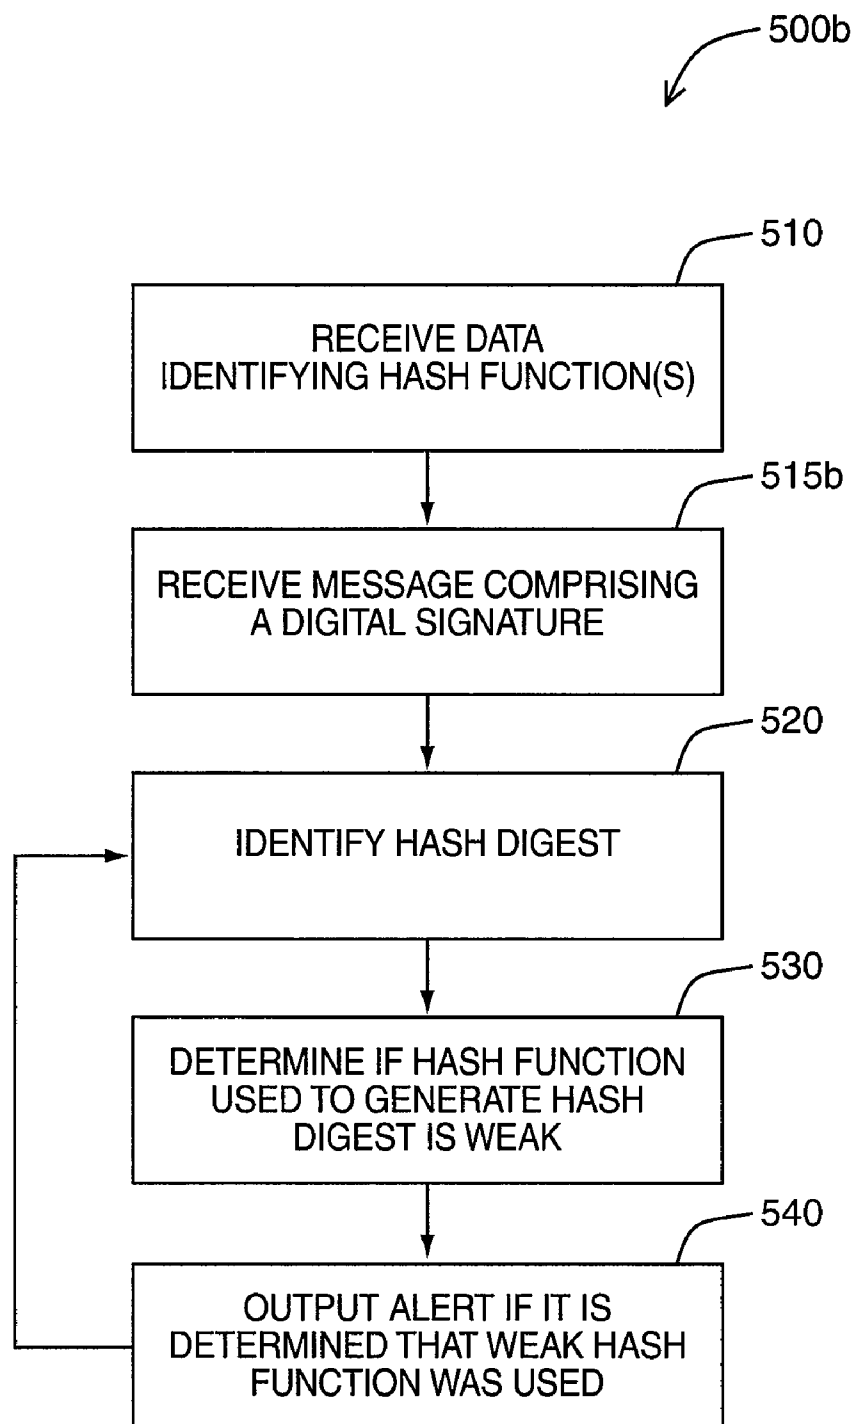 500b
510
RECEIVE DATA
IDENTIFYING HASH FUNCTION(S)
515b
RECEIVE MESSAGE COMPRISING
A DIGITAL SIGNATURE
520
IDENTIFY HASH DIGEST
530
DETERMINE IF HASH FUNCTION
USED TO GENERATE HASH
DIGEST IS WEAK
540
OUTPUT ALERT IF IT IS
DETERMINED THAT WEAK HASH
FUNCTION WAS USED